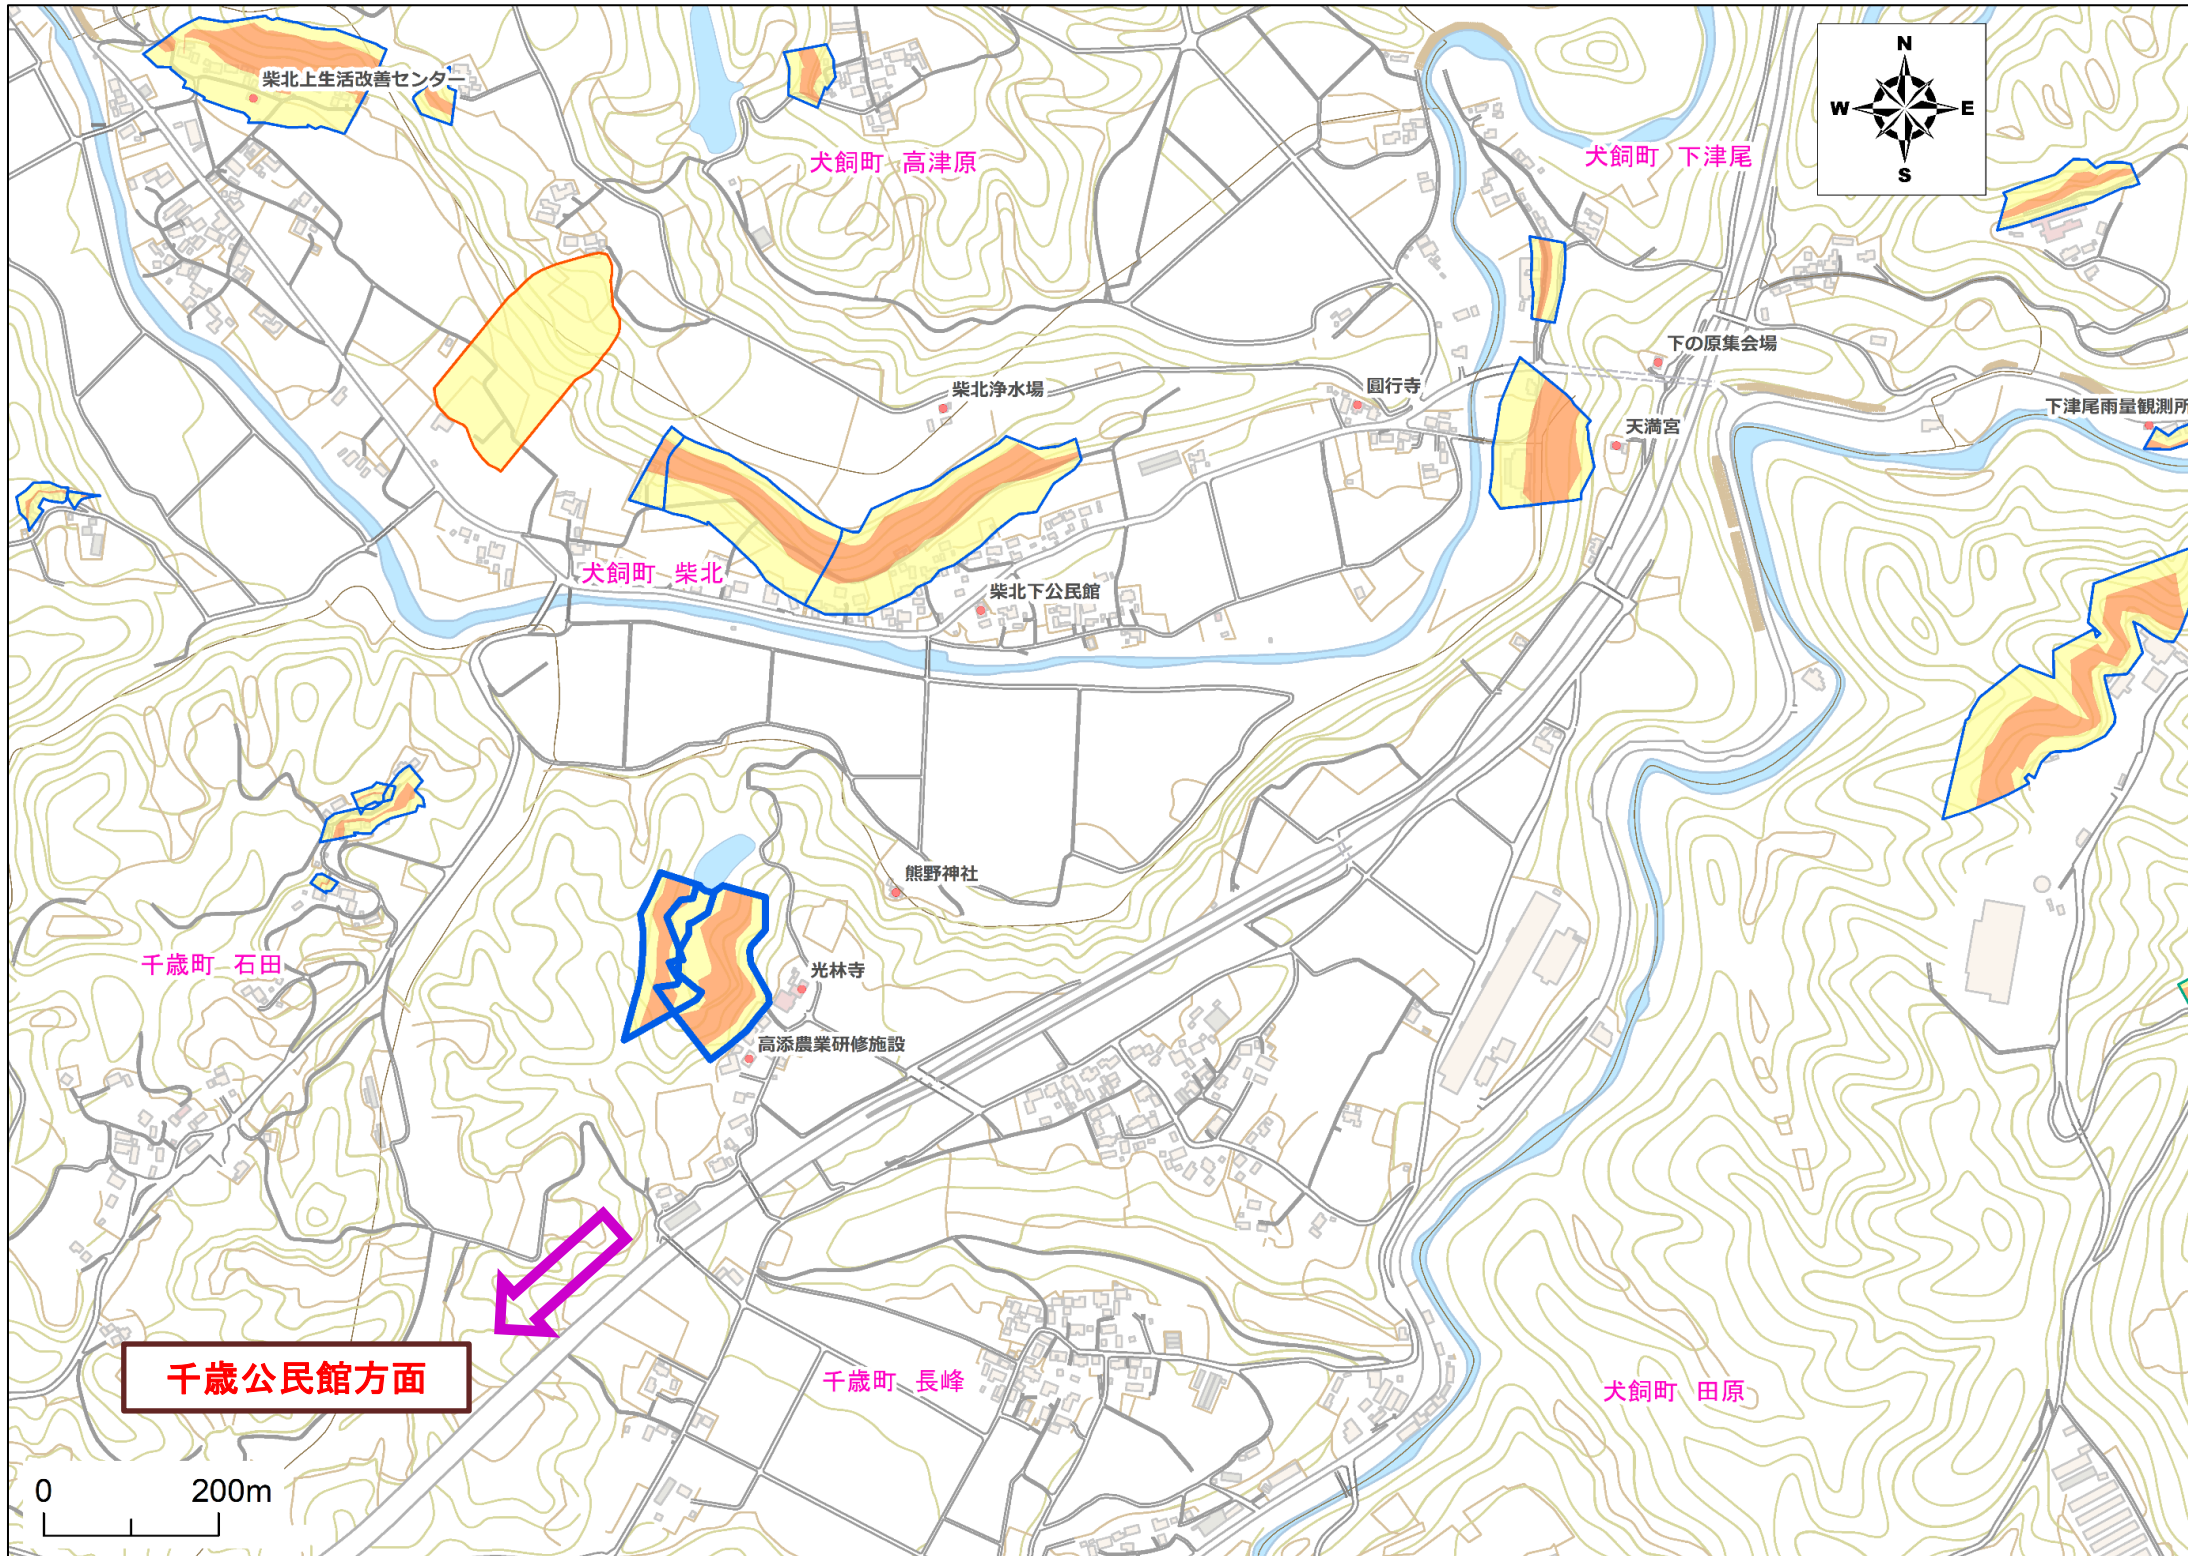 N
W E
S
柴北上生活改善センター
犬飼町 高津原
犬飼町 下津尾
下の原集会場
柴北浄水場
圓行寺
下津尾雨量観測所
天満宮
犬飼町 柴北
柴北下公民館
熊野神社
千歳町 石田
光林寺
高添農業研修施設
千歳公民館方面
千歳町 長峰
犬飼町 田原
0 200m